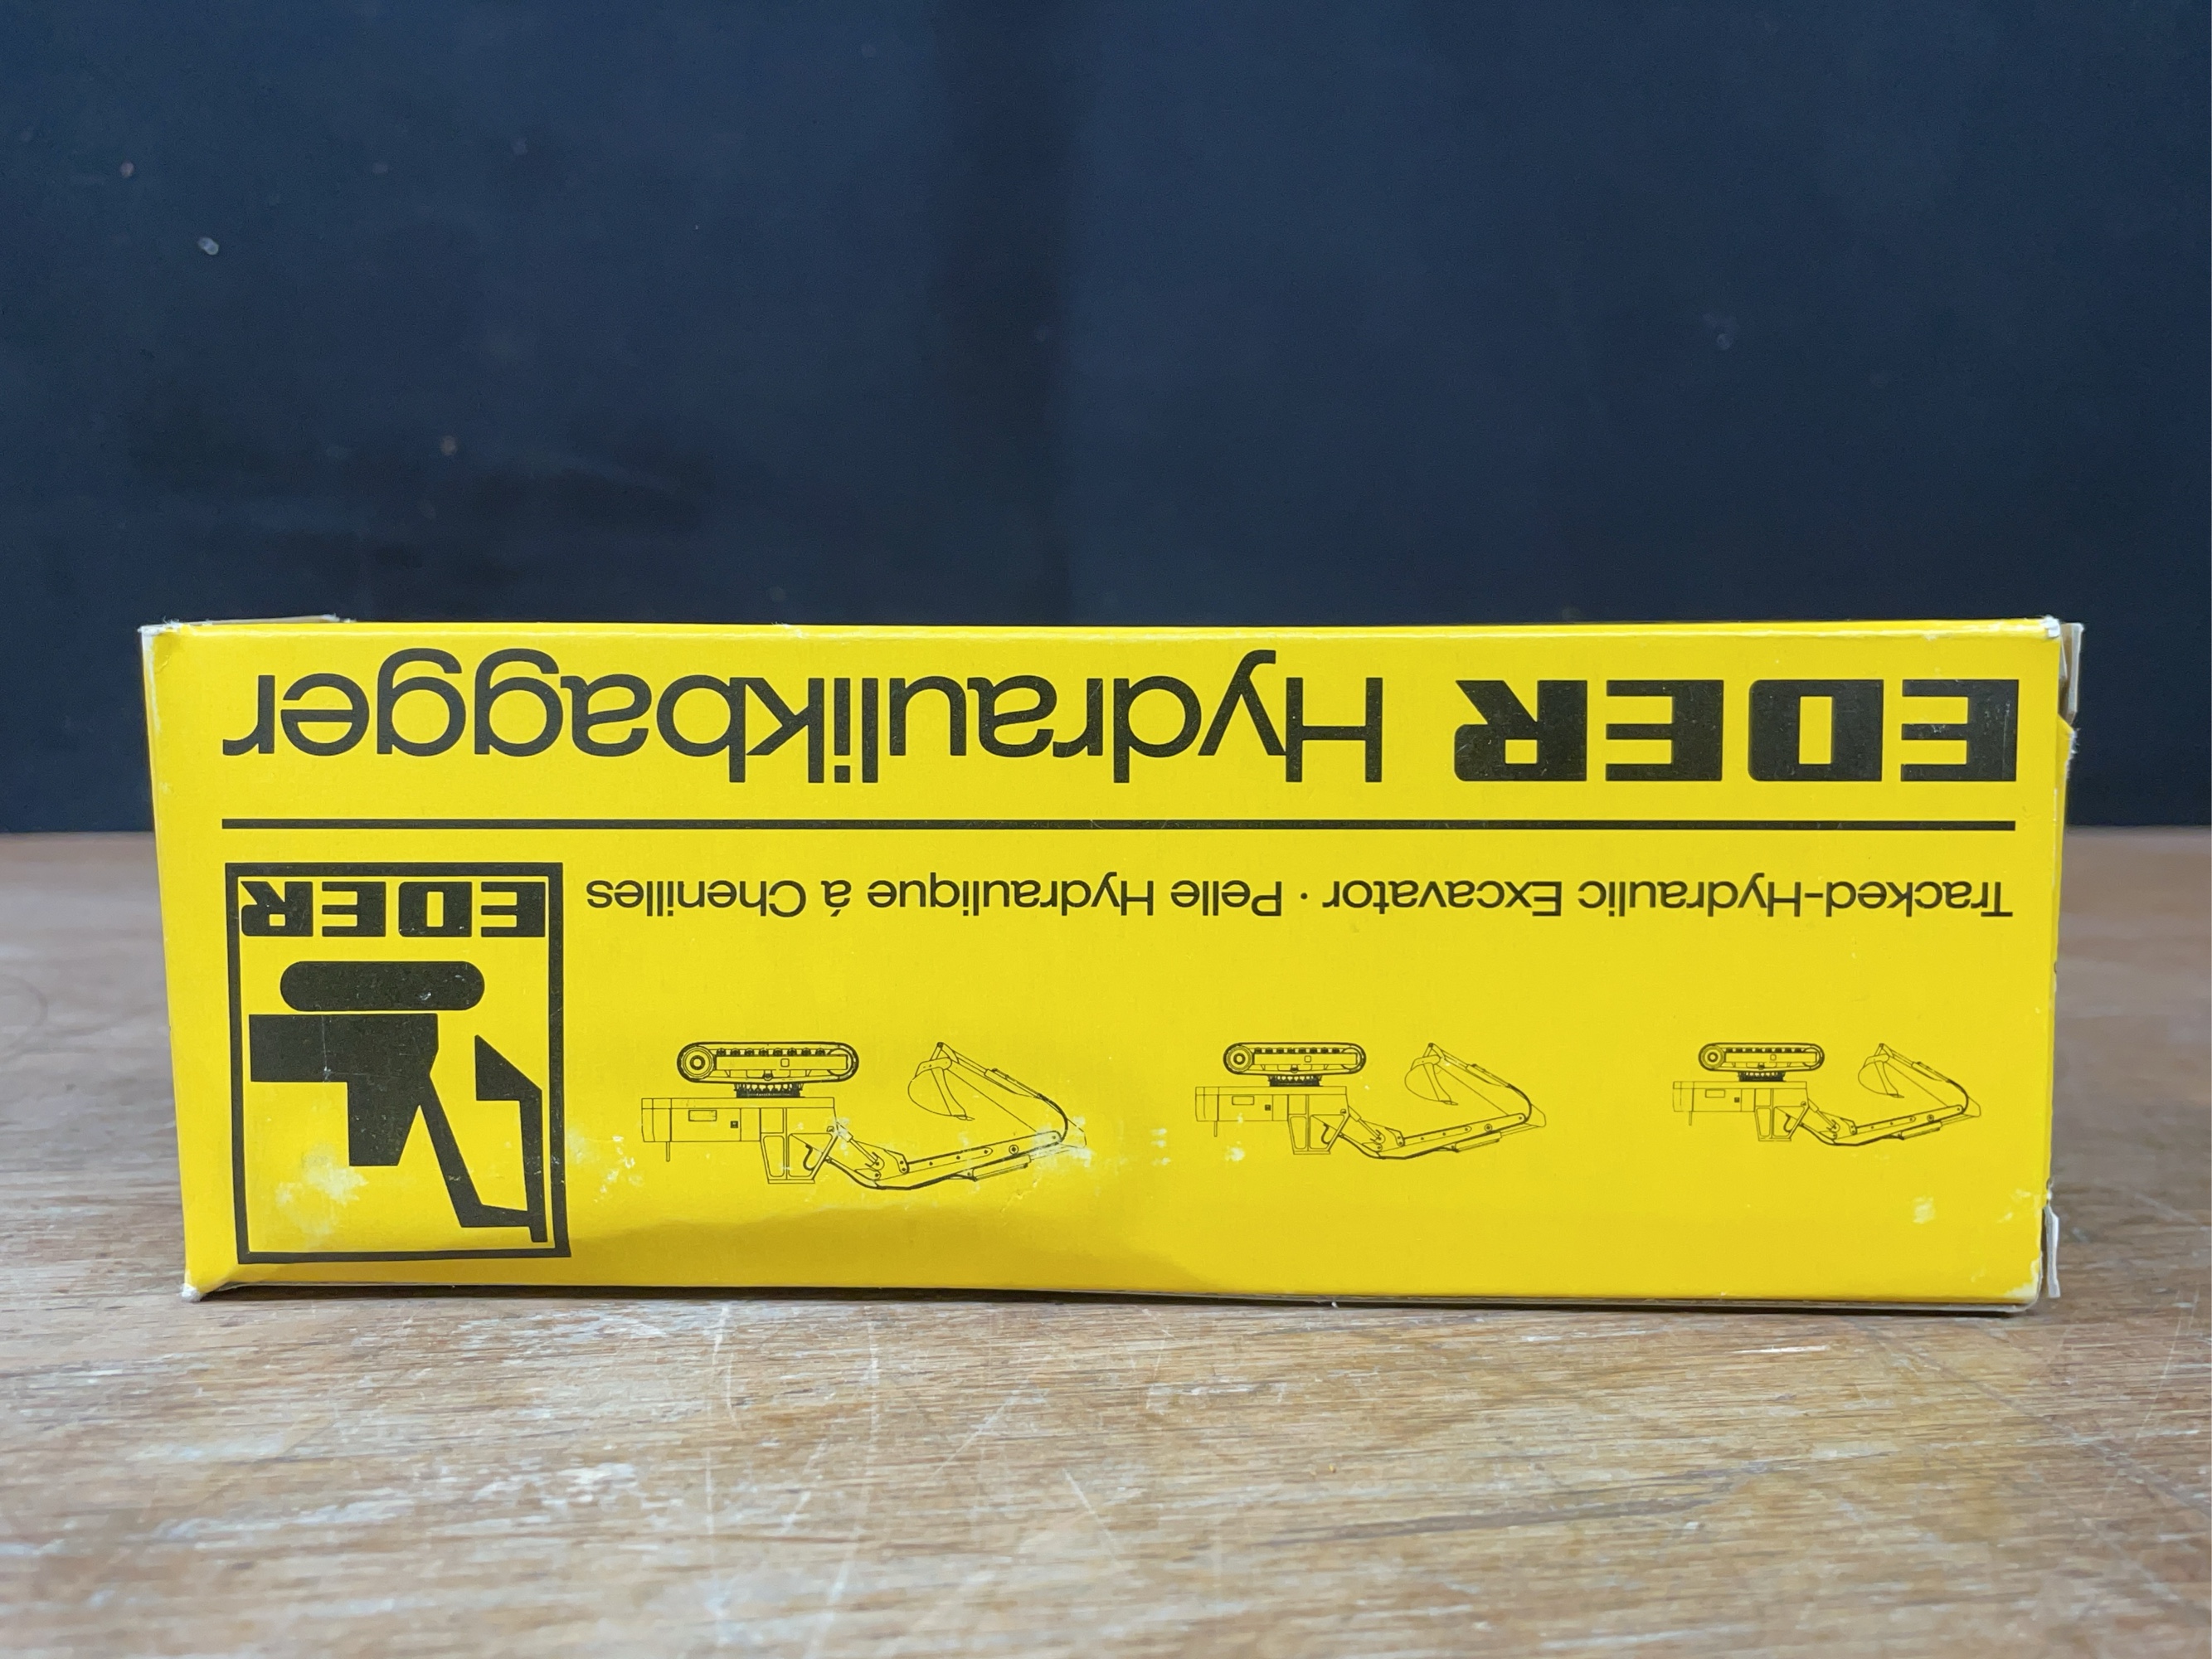 EDER Hydraulikbagger
Tracked-Hydraulic Excavator · Pelle Hydraulique á Chenilles
EDER